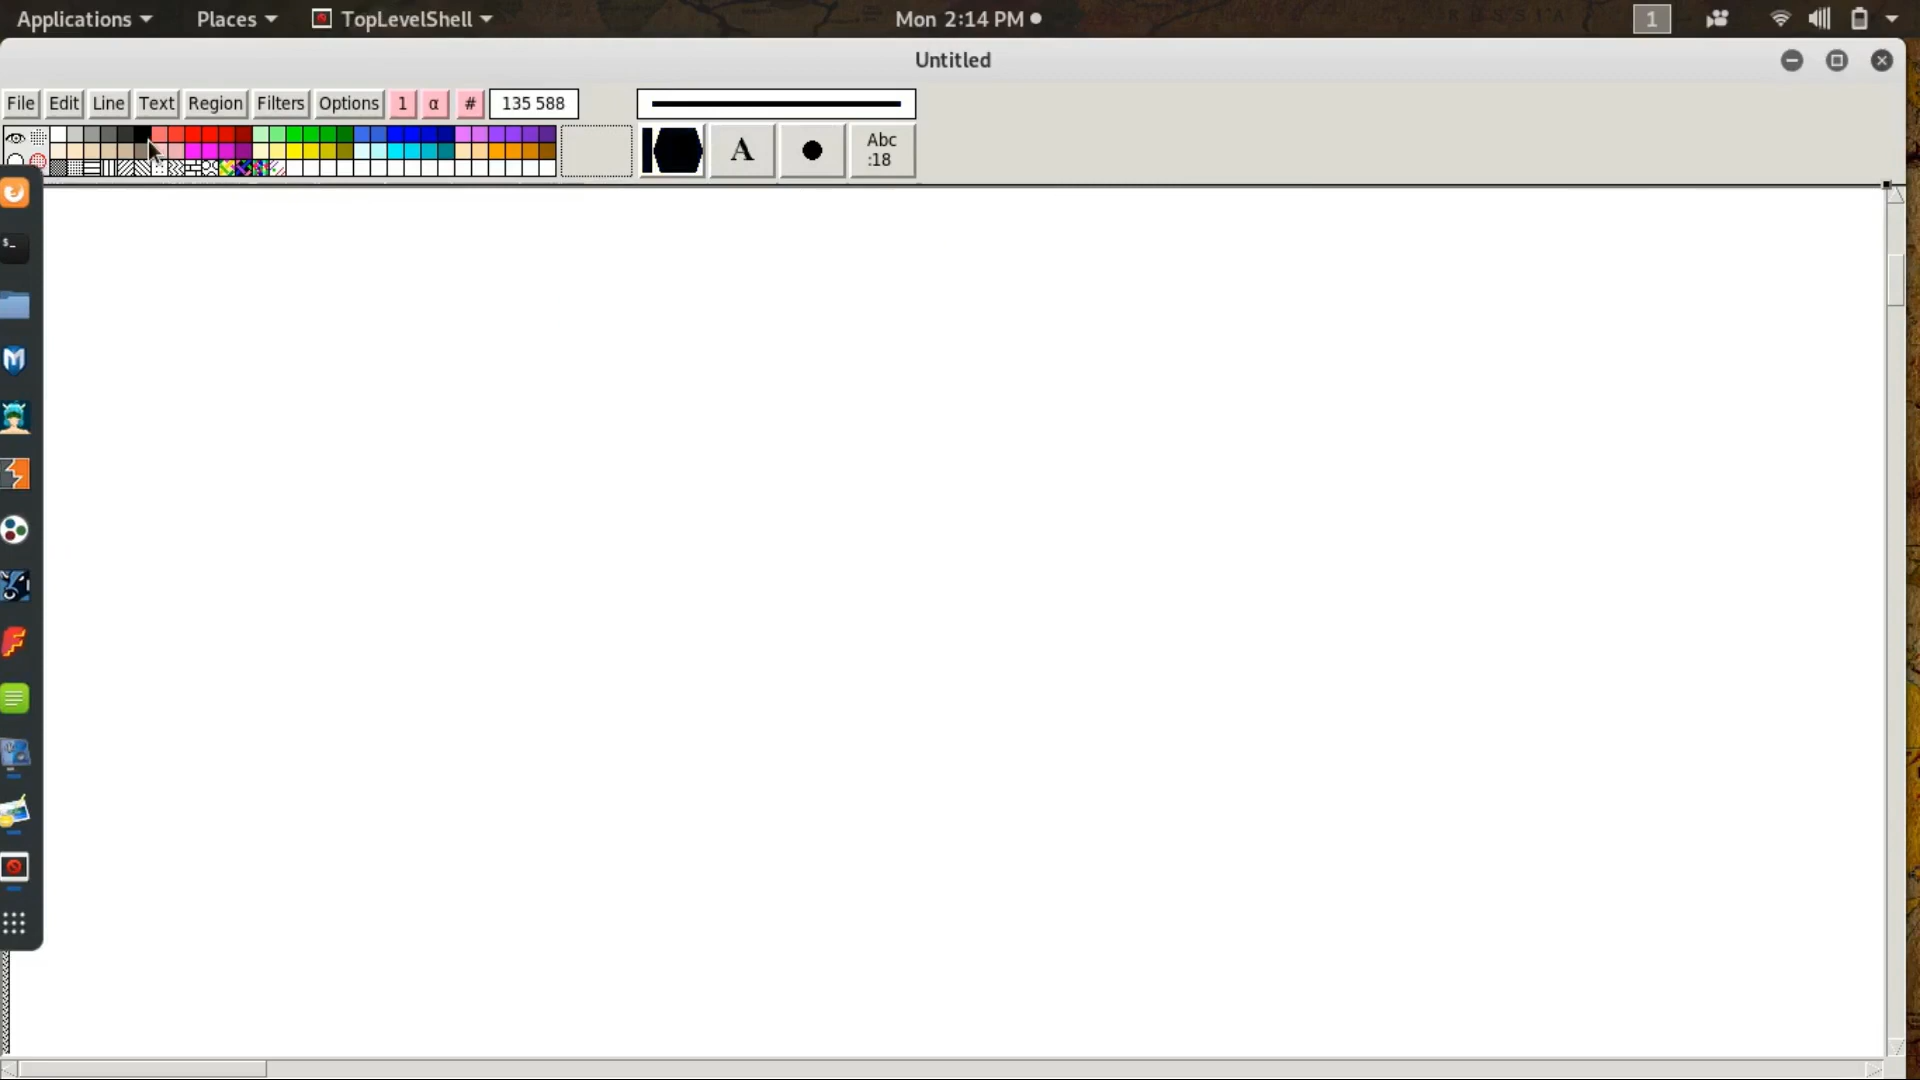 Applications Places TopLevelShell Mon 2:14 PM 1
Untitled
File Edit Line Text Region Filters Options 1 α # 135 588
A Abc
:18
$_